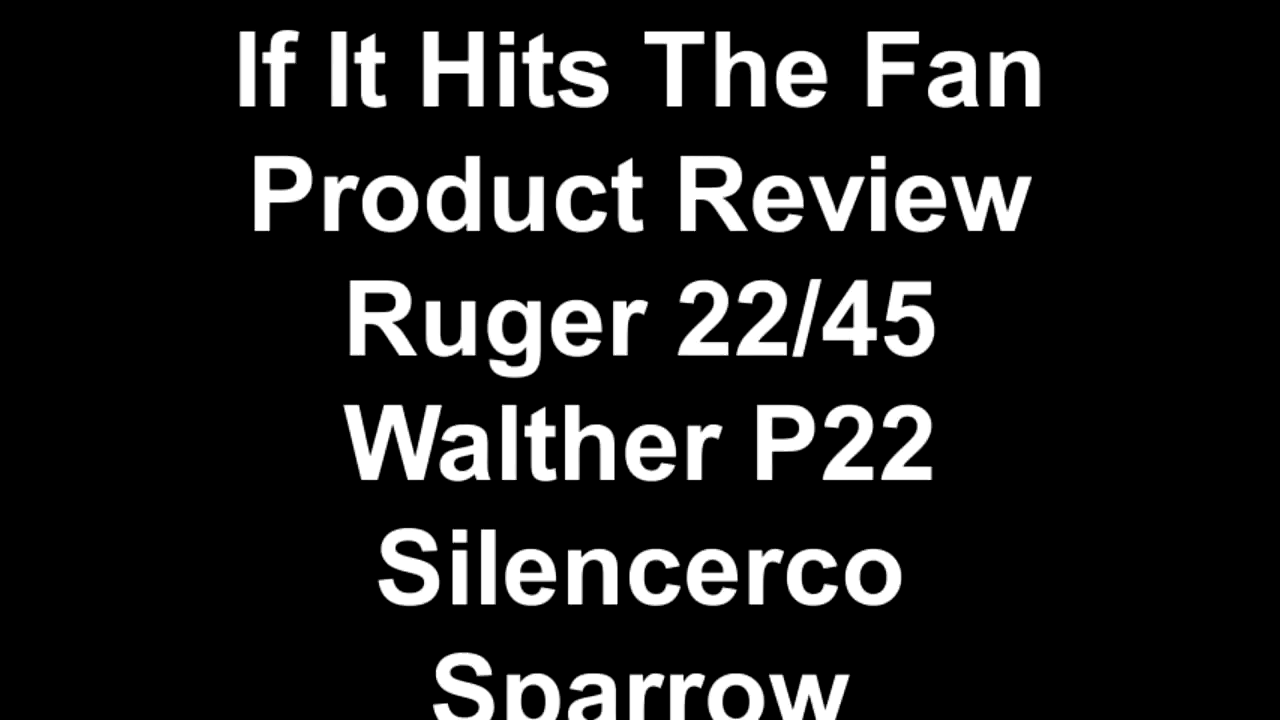 If It Hits The Fan
Product Review
Ruger 22/45
Walther P22
Silencerco
Sparrow